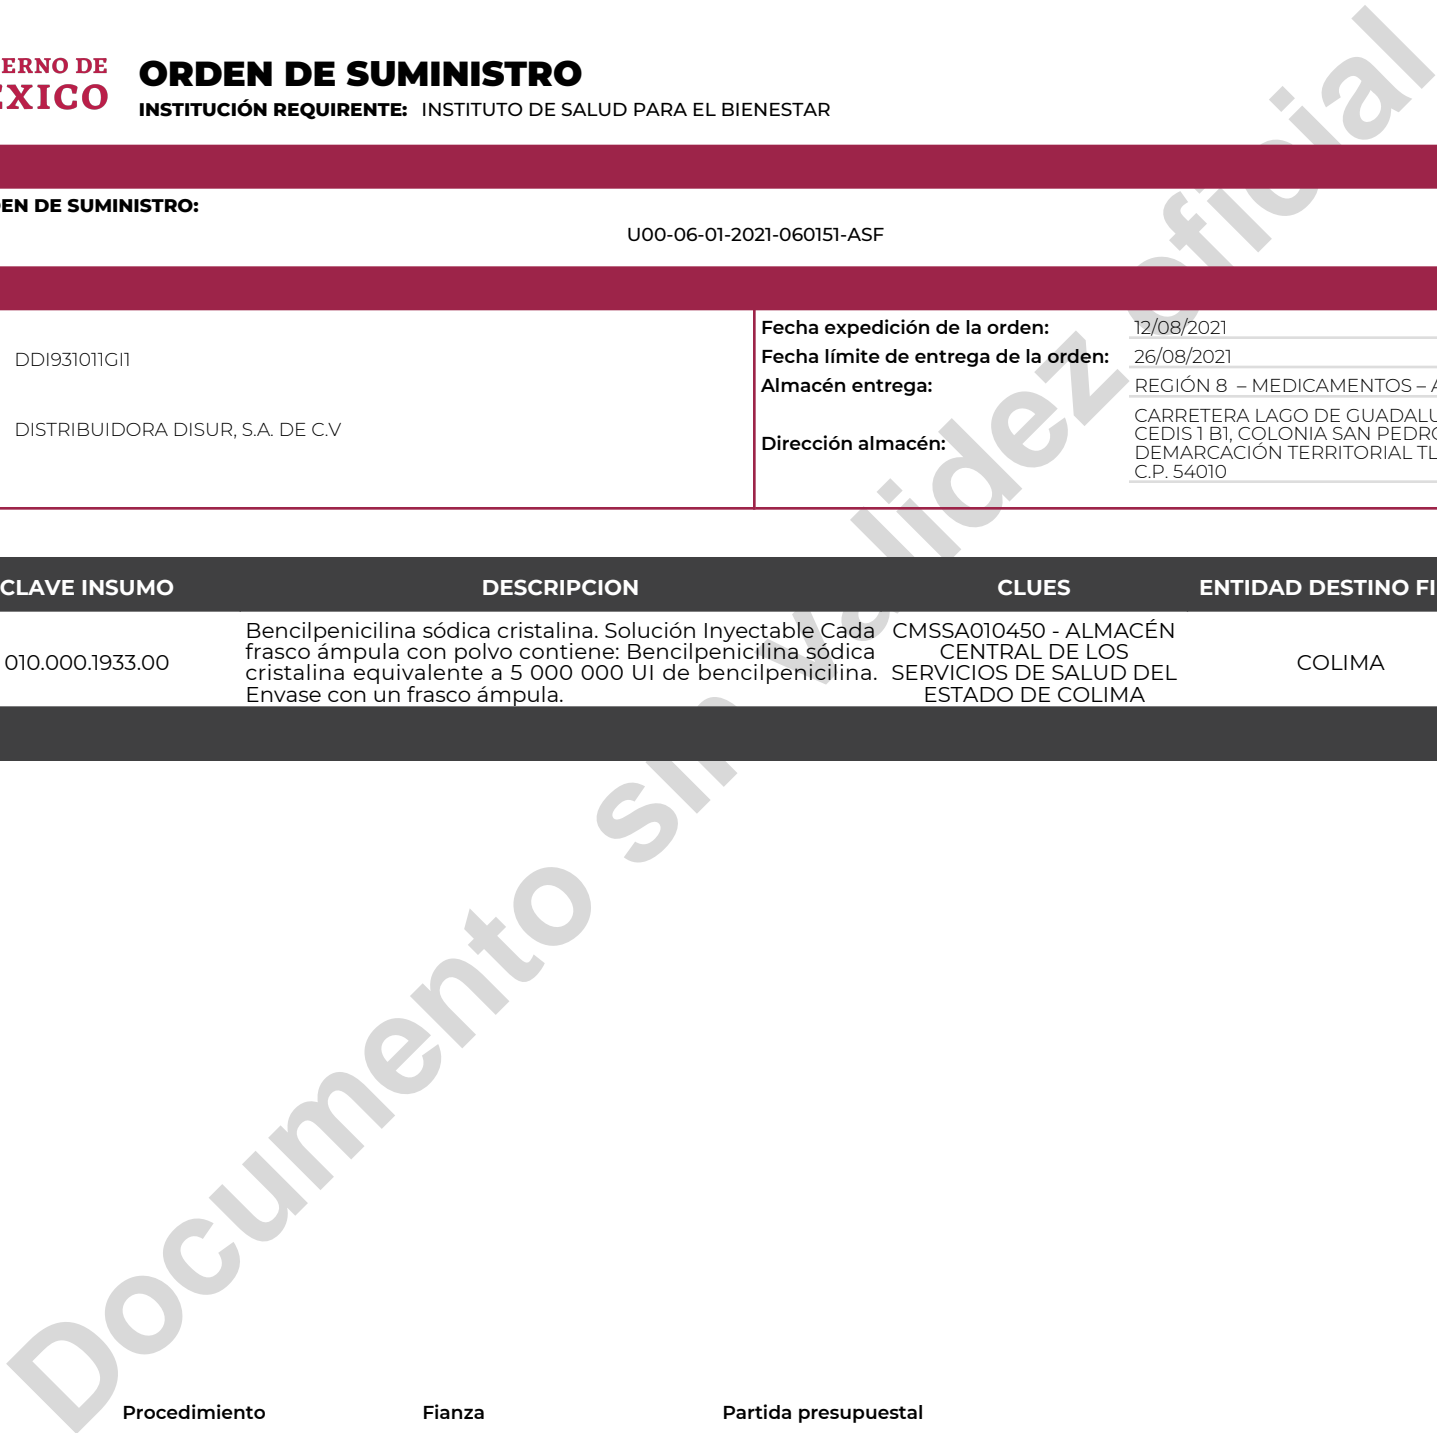 ERNO DE
EXICO
ORDEN DE SUMINISTRO
INSTITUCIÓN REQUIRENTE: INSTITUTO DE SALUD PARA EL BIENESTAR
EN DE SUMINISTRO:
U00-06-01-2021-060151-ASF
DDI931011GI1
DISTRIBUIDORA DISUR, S.A. DE C.V
Fecha expedición de la orden: 12/08/2021
Fecha límite de entrega de la orden: 26/08/2021
Almacén entrega: REGIÓN 8 – MEDICAMENTOS – A
Dirección almacén:
CARRETERA LAGO DE GUADALU
CEDIS 1 B1, COLONIA SAN PEDRO
DEMARCACIÓN TERRITORIAL TL
C.P. 54010
CLAVE INSUMO DESCRIPCION CLUES ENTIDAD DESTINO FI
010.000.1933.00
Bencilpenicilina sódica cristalina. Solución Inyectable Cada
frasco ámpula con polvo contiene: Bencilpenicilina sódica
cristalina equivalente a 5 000 000 UI de bencilpenicilina.
Envase con un frasco ámpula.
CMSSA010450 - ALMACÉN
CENTRAL DE LOS
SERVICIOS DE SALUD DEL
ESTADO DE COLIMA
COLIMA
Documento sin validez oficial
Procedimiento Fianza Partida presupuestal